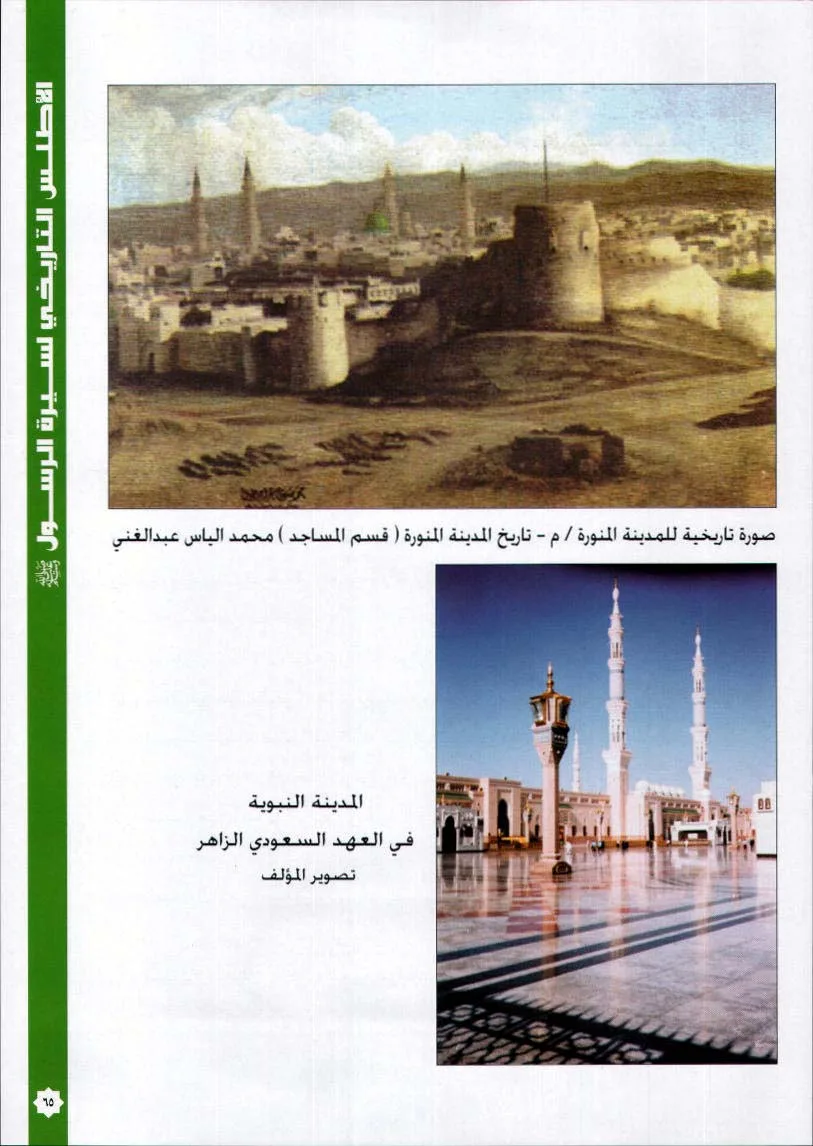 الأطلس التاريخي لسيرة الرسول ﷺ
صورة تاريخية للمدينة المنورة / م - تاريخ المدينة المنورة ( قسم المساجد ) محمد الياس عبدالغني
المدينة النبوية
في العهد السعودي الزاهر
تصوير المؤلف
٦٥